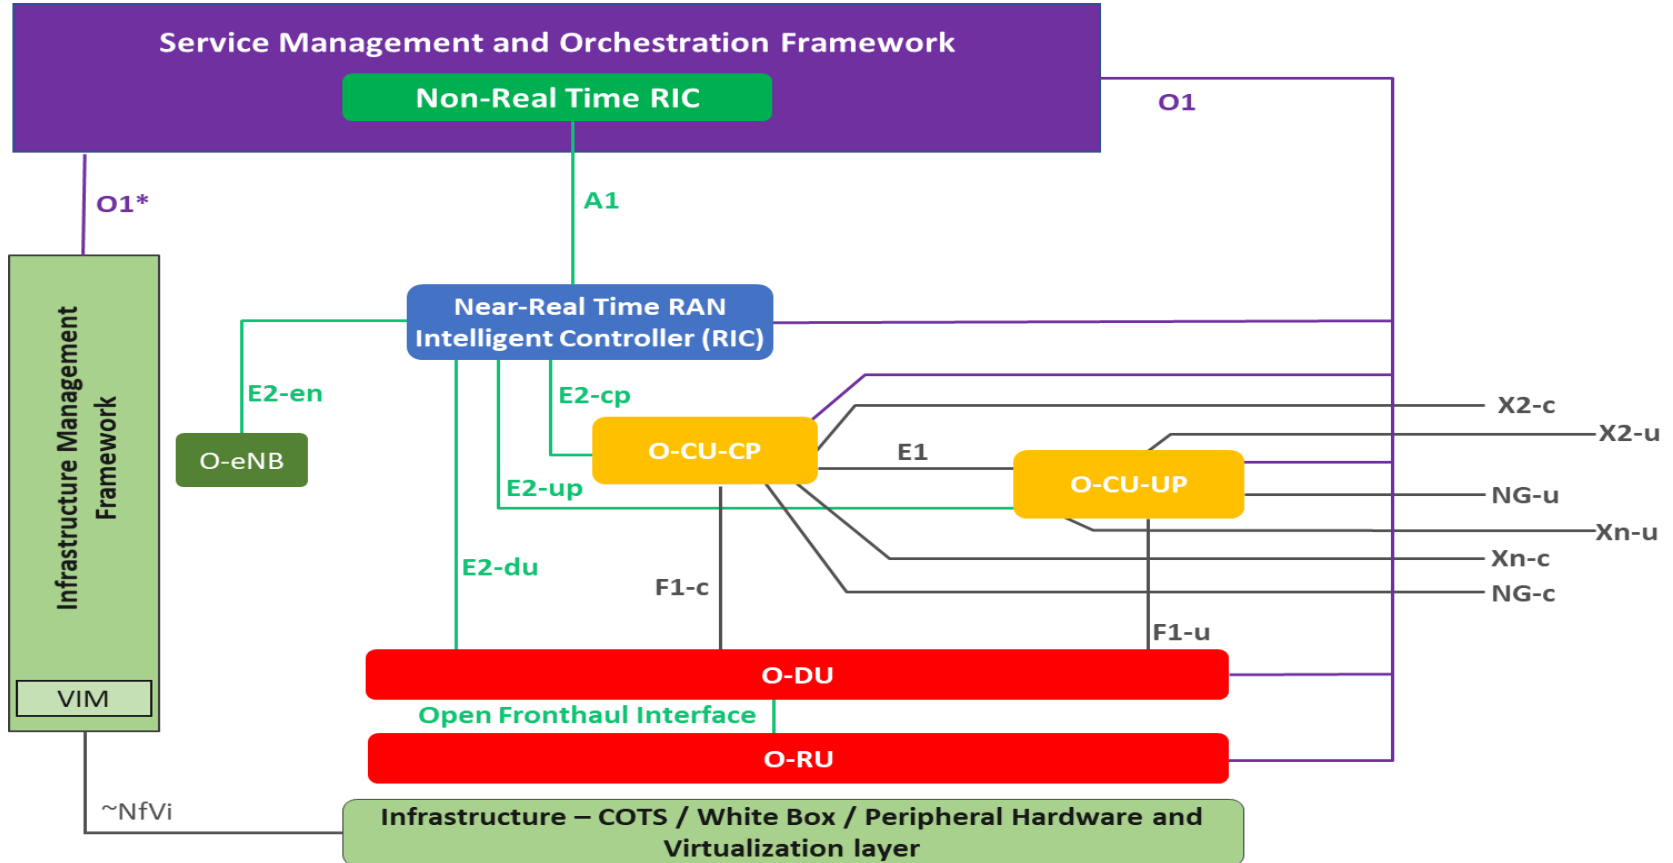 Service Management and Orchestration Framework
Non-Real Time RIC
O1
O1*
A1
Near-Real Time RAN
Intelligent Controller (RIC)
Infrastructure Management
Framework
E2-en
E2-cp
X2-c
X2-u
O-eNB
O-CU-CP
E1
E2-up
O-CU-UP
NG-u
Xn-u
E2-du
Xn-c
F1-c
NG-c
F1-u
O-DU
VIM
Open Fronthaul Interface
O-RU
~NfVi
Infrastructure – COTS / White Box / Peripheral Hardware and
Virtualization layer